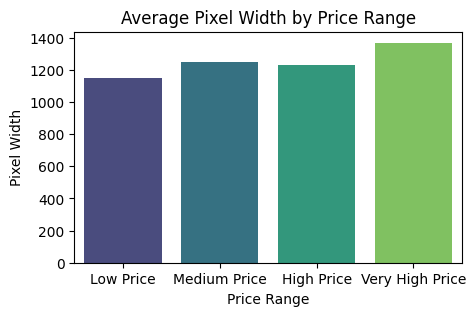 Average Pixel Width by Price Range
1400
1200
1000
800
600
400
200
0
Pixel Width
Low Price Medium Price High Price Very High Price
Price Range